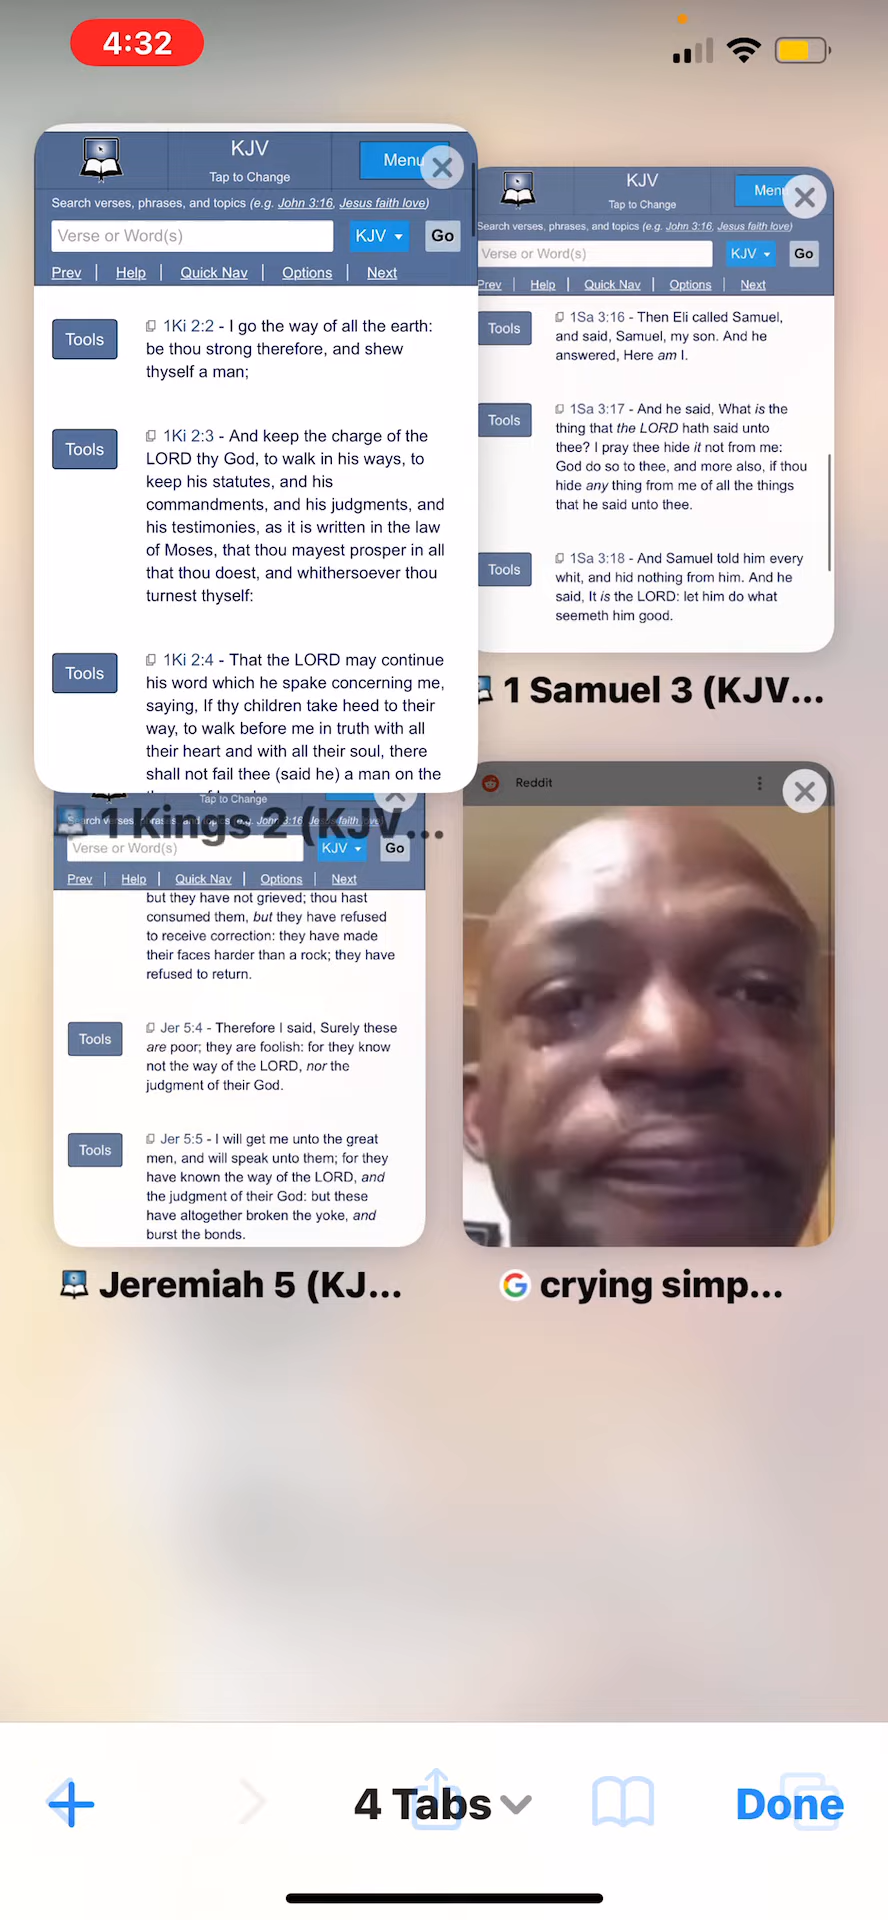 4:32
KJV
Menu
Tap to Change
Search verses, phrases, and topics (e.g. John 3:16, Jesus faith love)
Verse or Word(s)
KJV
Go
Prev | Help | Quick Nav | Options | Next
Tools
1Ki 2:2 - I go the way of all the earth:
be thou strong therefore, and shew
thyself a man;
Tools
1Ki 2:3 - And keep the charge of the
LORD thy God, to walk in his ways, to
keep his statutes, and his
commandments, and his judgments, and
his testimonies, as it is written in the law
of Moses, that thou mayest prosper in all
that thou doest, and whithersoever thou
turnest thyself:
Tools
1Ki 2:4 - That the LORD may continue
his word which he spake concerning me,
saying, If thy children take heed to their
way, to walk before me in truth with all
their heart and with all their soul, there
shall not fail thee (said he) a man on the
1 Kings 2 (KJV...
KJV
Menu
Tap to Change
Search verses, phrases, and topics (e.g. John 3:16, Jesus faith love)
Verse or Word(s)
KJV
Go
Prev | Help | Quick Nav | Options | Next
Tools
1Sa 3:16 - Then Eli called Samuel,
and said, Samuel, my son. And he
answered, Here am I.
Tools
1Sa 3:17 - And he said, What is the
thing that the LORD hath said unto
thee? I pray thee hide it not from me:
God do so to thee, and more also, if thou
hide any thing from me of all the things
that he said unto thee.
Tools
1Sa 3:18 - And Samuel told him every
whit, and hid nothing from him. And he
said, It is the LORD: let him do what
seemeth him good.
1 Samuel 3 (KJV...
Tap to Change
Search verses, phrases, and topics (e.g. John 3:16, Jesus faith love)
Verse or Word(s)
KJV
Go
Prev | Help | Quick Nav | Options | Next
but they have not grieved; thou hast
consumed them, but they have refused
to receive correction: they have made
their faces harder than a rock; they have
refused to return.
Tools
Jer 5:4 - Therefore I said, Surely these
are poor; they are foolish: for they know
not the way of the LORD, nor the
judgment of their God.
Tools
Jer 5:5 - I will get me unto the great
men, and will speak unto them; for they
have known the way of the LORD, and
the judgment of their God: but these
have altogether broken the yoke, and
burst the bonds.
Jeremiah 5 (KJ...
Reddit
crying simp...
4 Tabs
Done